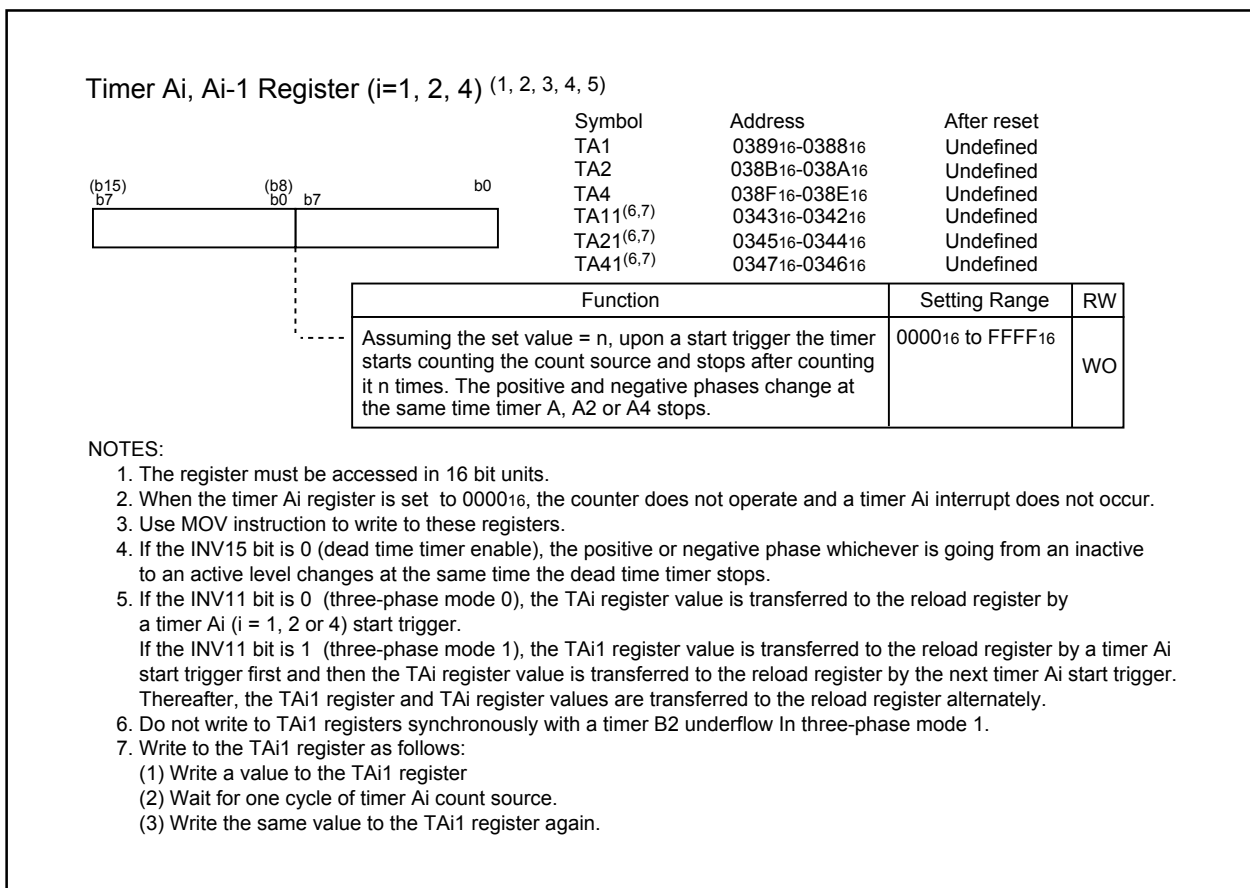 Timer Ai, Ai-1 Register (i=1, 2, 4) (1, 2, 3, 4, 5)
Symbol Address After reset
TA1 038916-038816 Undefined
TA2 038B16-038A16 Undefined
TA4 038F16-038E16 Undefined
TA11(6,7) 034316-034216 Undefined
TA21(6,7) 034516-034416 Undefined
TA41(6,7) 034716-034616 Undefined
(b15) (b8)
b7 b0 b7 b0
Function Setting Range RW
Assuming the set value = n, upon a start trigger the timer 000016 to FFFF16
starts counting the count source and stops after counting
it n times. The positive and negative phases change at WO
the same time timer A, A2 or A4 stops.
NOTES:
1. The register must be accessed in 16 bit units.
2. When the timer Ai register is set to 000016, the counter does not operate and a timer Ai interrupt does not occur.
3. Use MOV instruction to write to these registers.
4. If the INV15 bit is 0 (dead time timer enable), the positive or negative phase whichever is going from an inactive
to an active level changes at the same time the dead time timer stops.
5. If the INV11 bit is 0 (three-phase mode 0), the TAi register value is transferred to the reload register by
a timer Ai (i = 1, 2 or 4) start trigger.
If the INV11 bit is 1 (three-phase mode 1), the TAi1 register value is transferred to the reload register by a timer Ai
start trigger first and then the TAi register value is transferred to the reload register by the next timer Ai start trigger.
Thereafter, the TAi1 register and TAi register values are transferred to the reload register alternately.
6. Do not write to TAi1 registers synchronously with a timer B2 underflow In three-phase mode 1.
7. Write to the TAi1 register as follows:
(1) Write a value to the TAi1 register
(2) Wait for one cycle of timer Ai count source.
(3) Write the same value to the TAi1 register again.